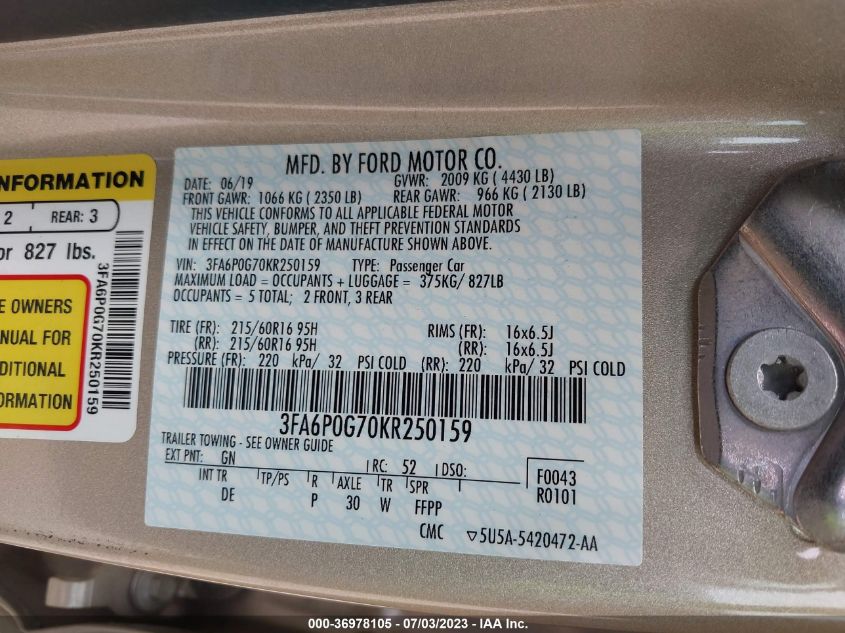 NFORMATION
2 REAR: 3
or 827 lbs.
3FA6P0G70KR250159
E OWNERS
NUAL FOR
DITIONAL
FORMATION
MFD. BY FORD MOTOR CO.
DATE: 06/19 GVWR: 2009 KG ( 4430 LB)
FRONT GAWR: 1066 KG ( 2350 LB) REAR GAWR: 966 KG ( 2130 LB)
THIS VEHICLE CONFORMS TO ALL APPLICABLE FEDERAL MOTOR
VEHICLE SAFETY, BUMPER, AND THEFT PREVENTION STANDARDS
IN EFFECT ON THE DATE OF MANUFACTURE SHOWN ABOVE.
VIN: 3FA6P0G70KR250159 TYPE: Passenger Car
MAXIMUM LOAD = OCCUPANTS + LUGGAGE = 375KG/ 827LB
OCCUPANTS = 5 TOTAL; 2 FRONT, 3 REAR
TIRE (FR): 215/60R16 95H RIMS (FR): 16x6.5J
(RR): 215/60R16 95H (RR): 16x6.5J
PRESSURE (FR): 220 kPa/ 32 PSI COLD (RR): 220 kPa/ 32 PSI COLD
3FA6P0G70KR250159
TRAILER TOWING - SEE OWNER GUIDE
EXT PNT: GN RC: 52 DSO: F0043
INT TR TP/PS R AXLE TR SPR R0101
DE P 30 W FFPP
CMC ▽5U5A-5420472-AA
000-36978105 - 07/03/2023 - IAA Inc.